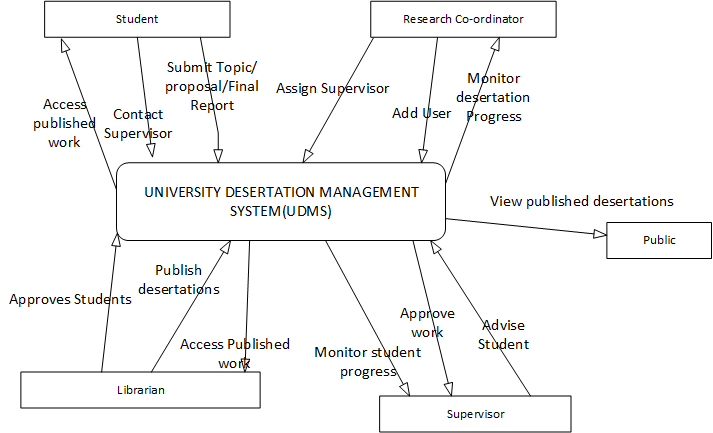 Student
Research Co-ordinator
Submit Topic/
proposal/Final
Report
Assign Supervisor
Monitor
desertation
Progress
Access
published
work
Contact
Supervisor
Add User
UNIVERSITY DESERTATION MANAGEMENT
SYSTEM(UDMS)
View published desertations
Public
Approves Students
Publish
desertations
Access Published
work
Monitor student
progress
Approve
work
Advise
Student
Librarian
Supervisor